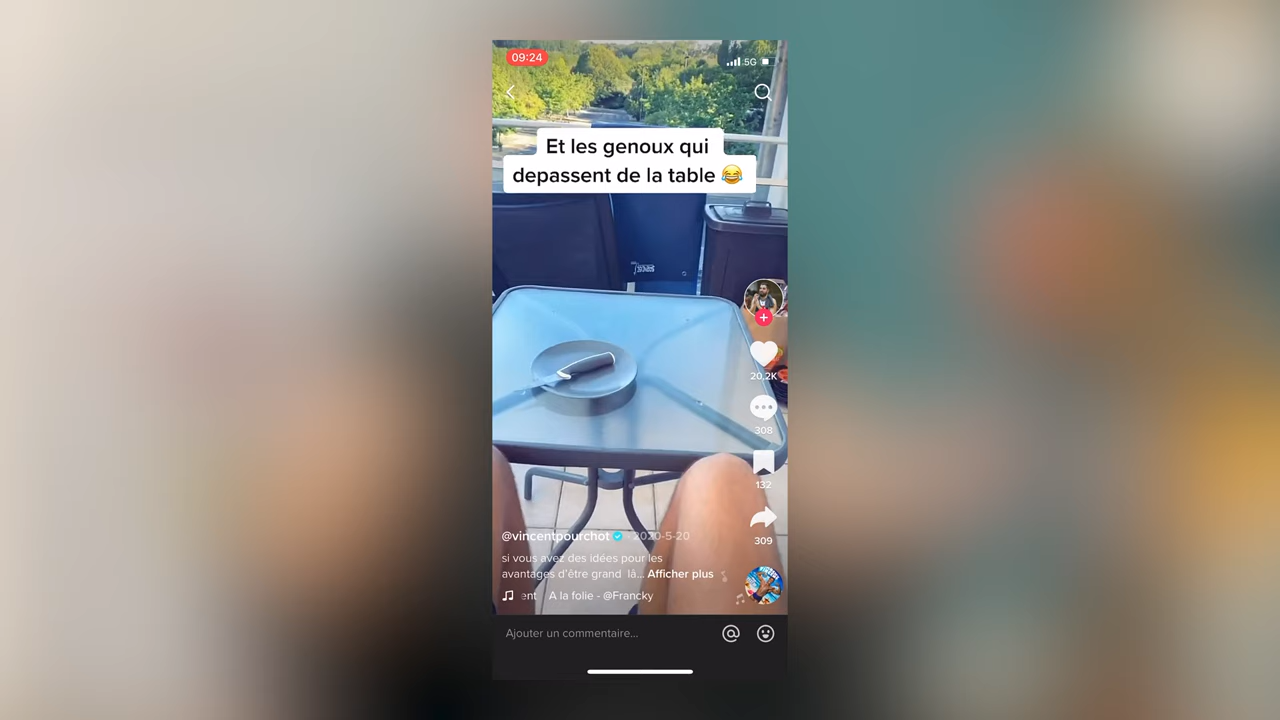 09:24
5G
Et les genoux qui
depassent de la table 😂
20.2K
308
132
309
@vincentpourchot · 2020-5-20
si vous avez des idées pour les
avantages d'être grand lâ... Afficher plus
ent A la folie - @Francky
Ajouter un commentaire...